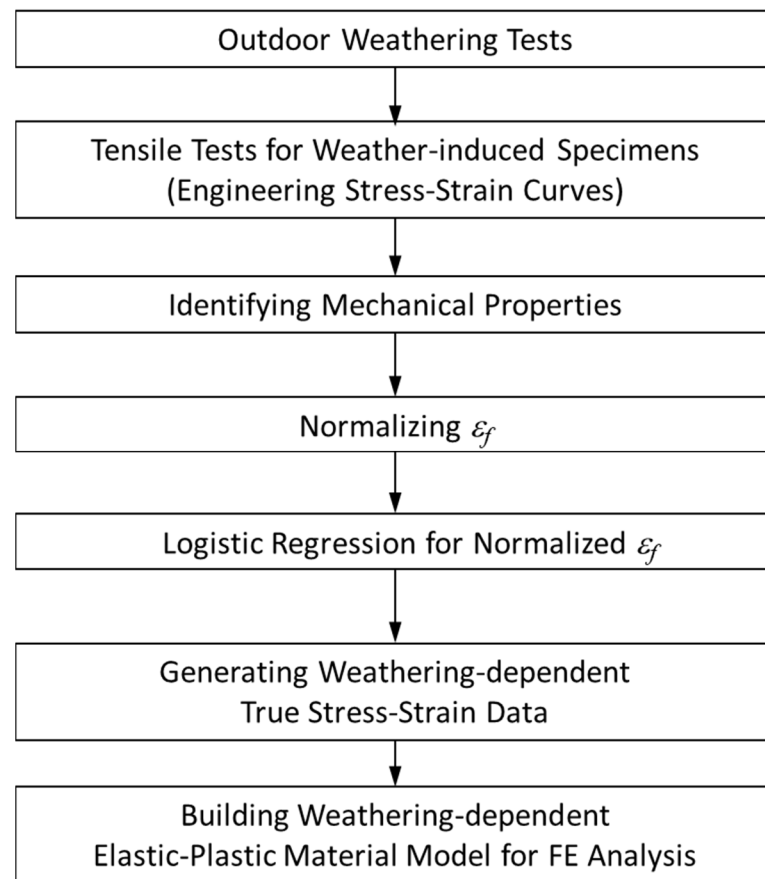 Outdoor Weathering Tests
Tensile Tests for Weather-induced Specimens
(Engineering Stress-Strain Curves)
Identifying Mechanical Properties
Normalizing εf
Logistic Regression for Normalized εf
Generating Weathering-dependent
True Stress-Strain Data
Building Weathering-dependent
Elastic-Plastic Material Model for FE Analysis